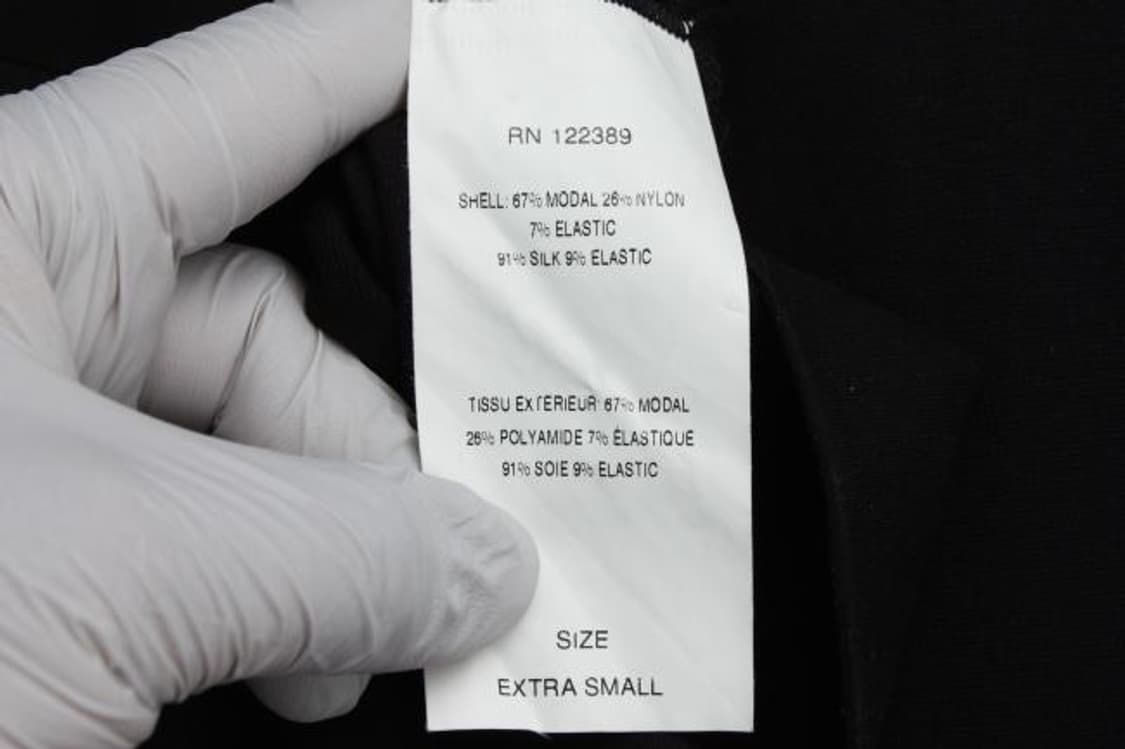 RN 122389
SHELL: 67% MODAL 26% NYLON
7% ELASTIC
91% SILK 9% ELASTIC
TISSU EXTERIEUR: 67% MODAL
26% POLYAMIDE 7% ÉLASTIQUE
91% SOIE 9% ELASTIC
SIZE
EXTRA SMALL